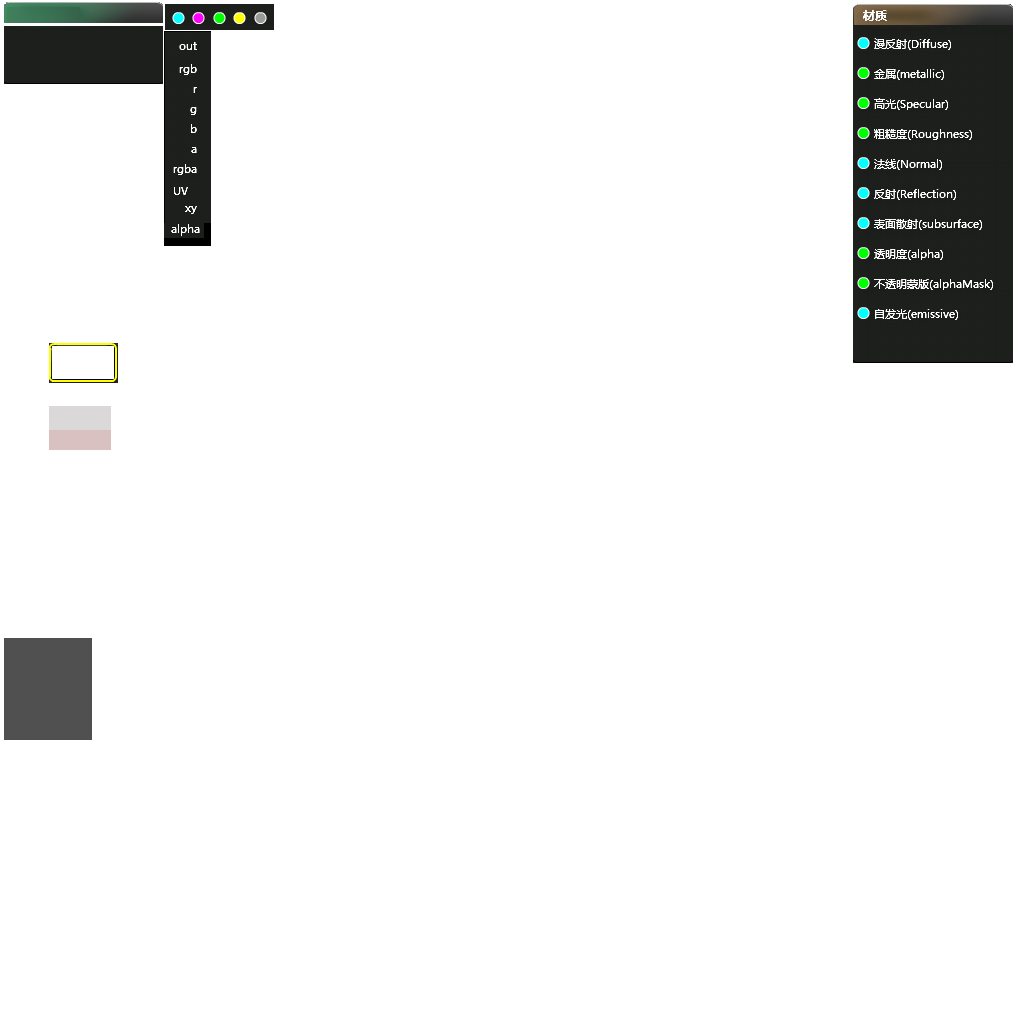 out
rgb
r
g
b
a
rgba
UV
xy
alpha
材质
漫反射(Diffuse)
金属(metallic)
高光(Specular)
粗糙度(Roughness)
法线(Normal)
反射(Reflection)
表面散射(subsurface)
透明度(alpha)
不透明蒙版(alphaMask)
自发光(emissive)